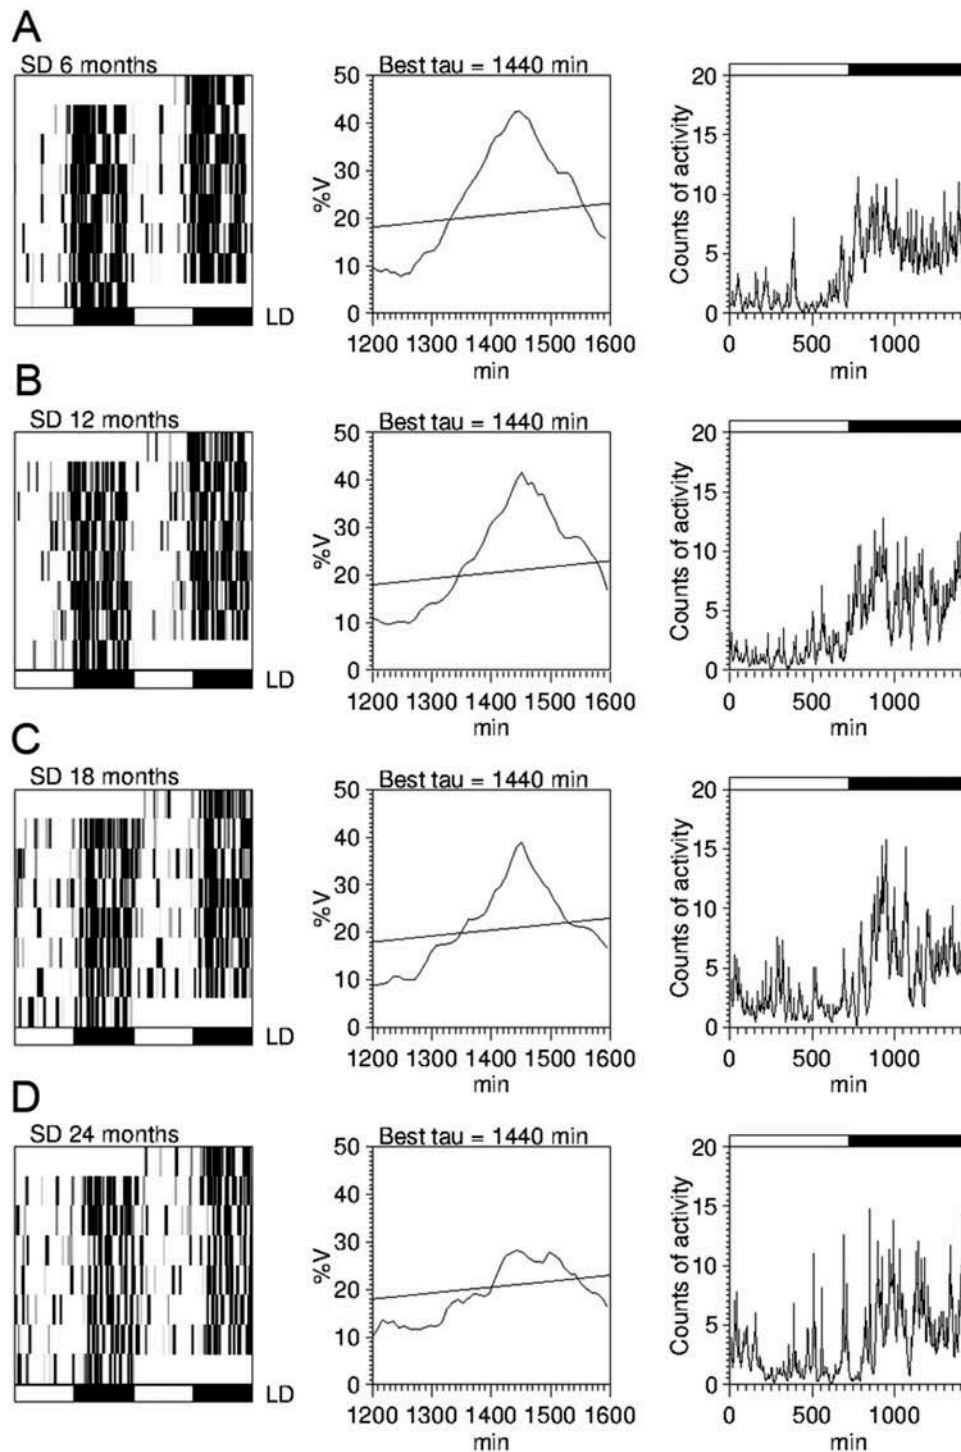 A
SD 6 months
LD
Best tau = 1440 min
50
40
30
20
10
0
%V
1200 1300 1400 1500 1600
min
20
15
10
5
0
Counts of activity
0 500 1000
min
B
SD 12 months
LD
Best tau = 1440 min
50
40
30
20
10
0
%V
1200 1300 1400 1500 1600
min
20
15
10
5
0
Counts of activity
0 500 1000
min
C
SD 18 months
LD
Best tau = 1440 min
50
40
30
20
10
0
%V
1200 1300 1400 1500 1600
min
20
15
10
5
0
Counts of activity
0 500 1000
min
D
SD 24 months
LD
Best tau = 1440 min
50
40
30
20
10
0
%V
1200 1300 1400 1500 1600
min
20
15
10
5
0
Counts of activity
0 500 1000
min